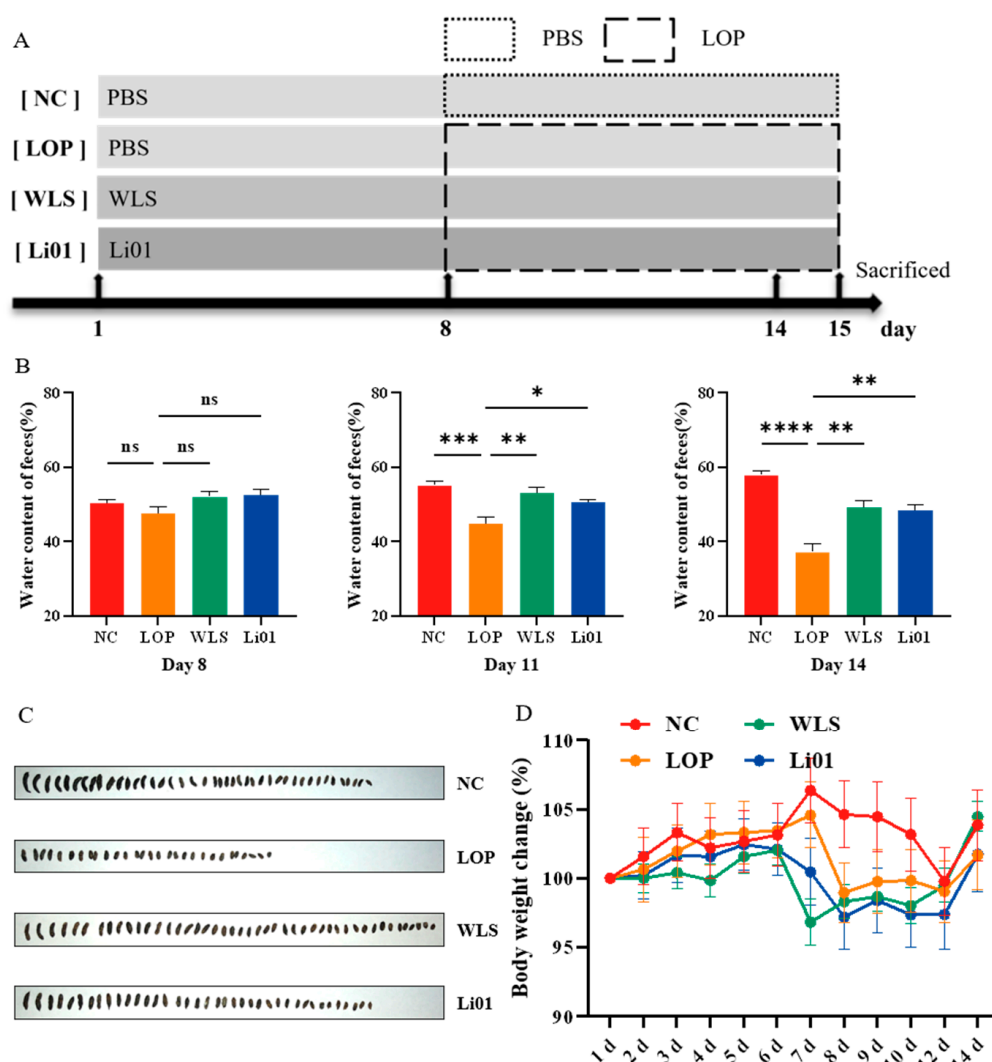 A
PBS LOP
[ NC ] PBS
[ LOP ] PBS
[ WLS ] WLS
[ Li01 ] Li01
Sacrificed
1 8 14 15 day
B
Water content of feces(%)
80
60
40
20
ns
ns ns
NC LOP WLS Li01
Day 8
Water content of feces(%)
80
60
40
20
*
*** **
NC LOP WLS Li01
Day 11
Water content of feces(%)
80
60
40
20
**
**** **
NC LOP WLS Li01
Day 14
C
NC
LOP
WLS
Li01
D
NC WLS
LOP Li01
Body weight change (%)
110
105
100
95
90
1 d 2 d 3 d 4 d 5 d 6 d 7 d 8 d 9 d 10 d 12 d 14 d